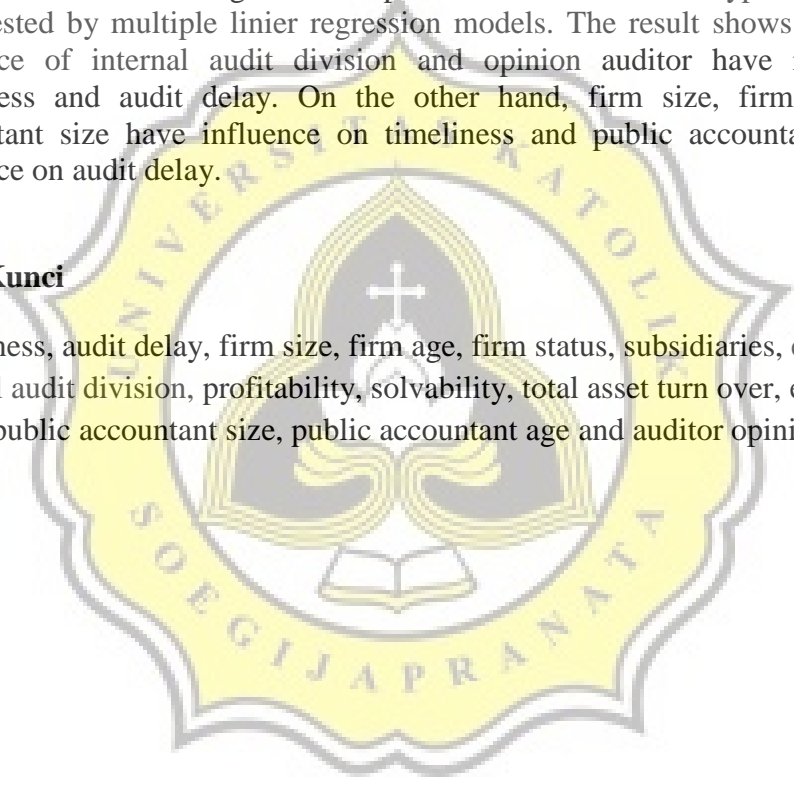 ested by multiple linier regression models. The result shows
ce of internal audit division and opinion auditor have
ess and audit delay. On the other hand, firm size, firm
tant size have influence on timeliness and public accounta
ce on audit delay.
Kunci
ness, audit delay, firm size, firm age, firm status, subsidiaries,
l audit division, profitability, solvability, total asset turn over,
public accountant size, public accountant age and auditor opini
UNIVERSITAS KATOLIK
SOEGIJAPRANATA